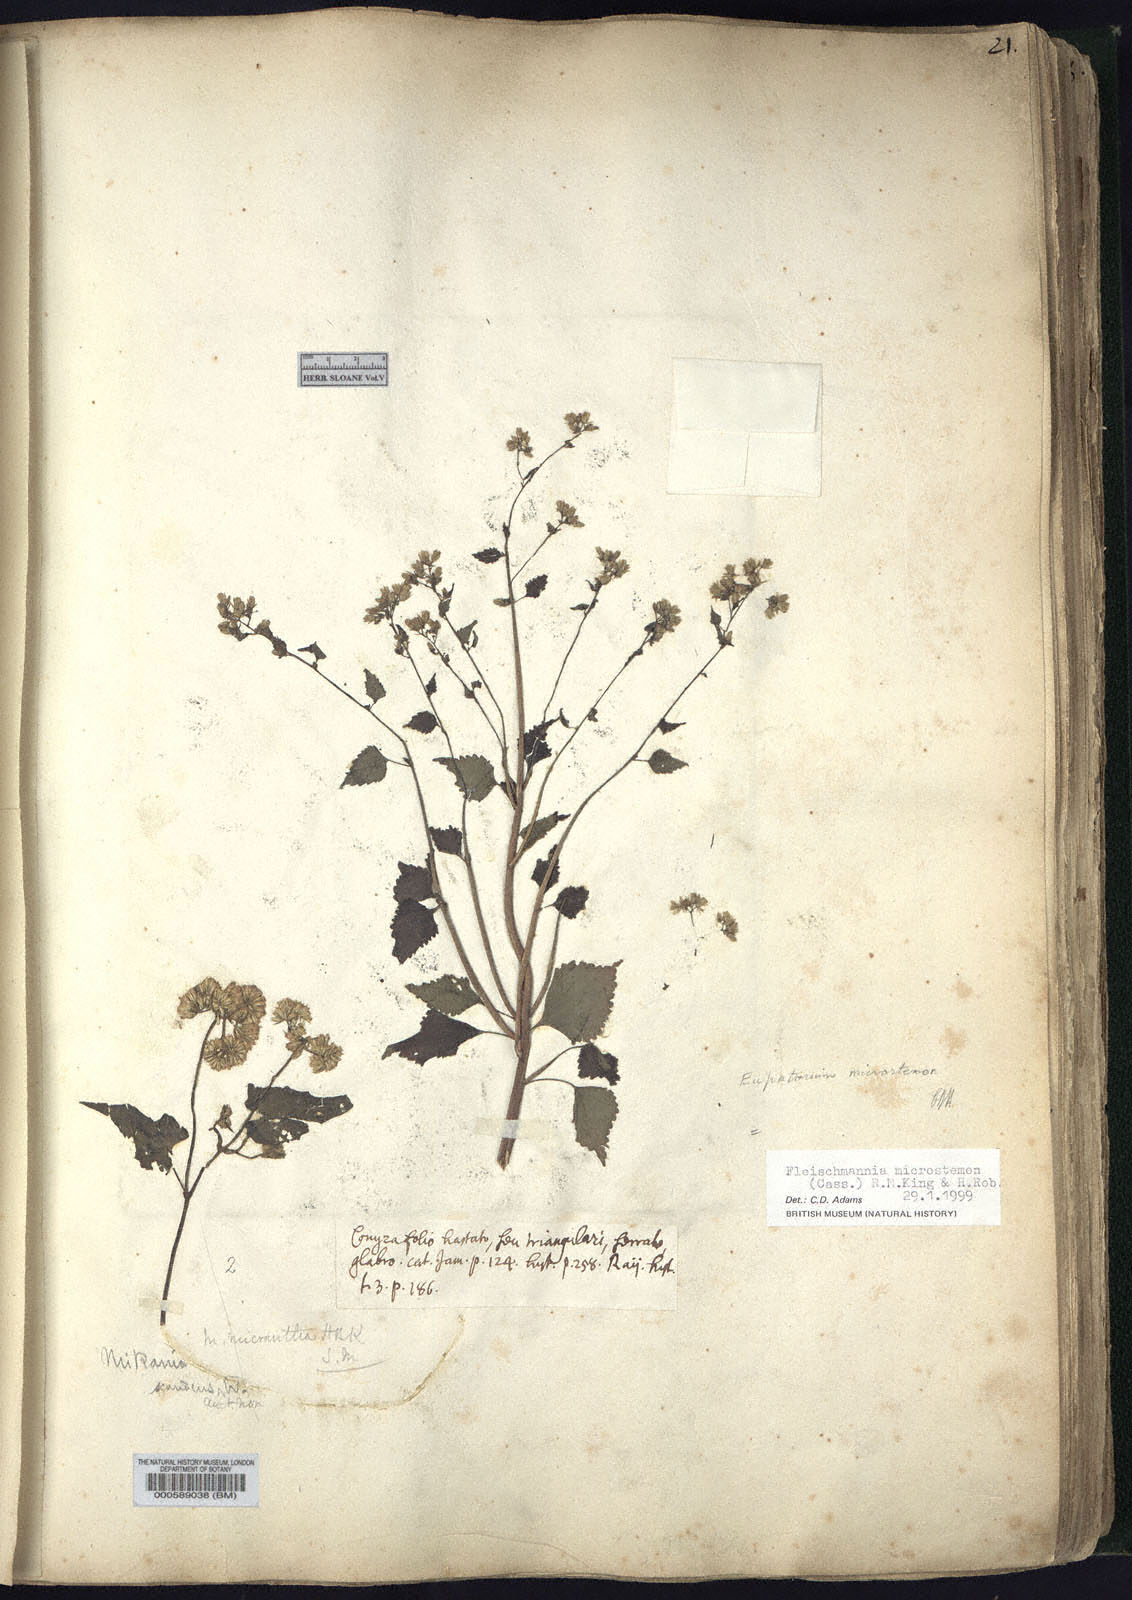 21.
HERB. SLOANE Vol.V
Eupatorium microstemon
=
Fleischmannia microstemon
(Cass.) R.M.King & H.Rob.
Det.: C.D. Adams 29.1.1999
BRITISH MUSEUM (NATURAL HISTORY)
Conyza folio hastato, seu triangulari, serrato,
glabro. cat. Jam. p. 124. hist. p. 258. Raij. hist.
t. 3. p. 186.
2
M. micrantha HBK
S.M
Mikania
scandens, W.
THE NATURAL HISTORY MUSEUM, LONDON
DEPARTMENT OF BOTANY
000589038 (BM)